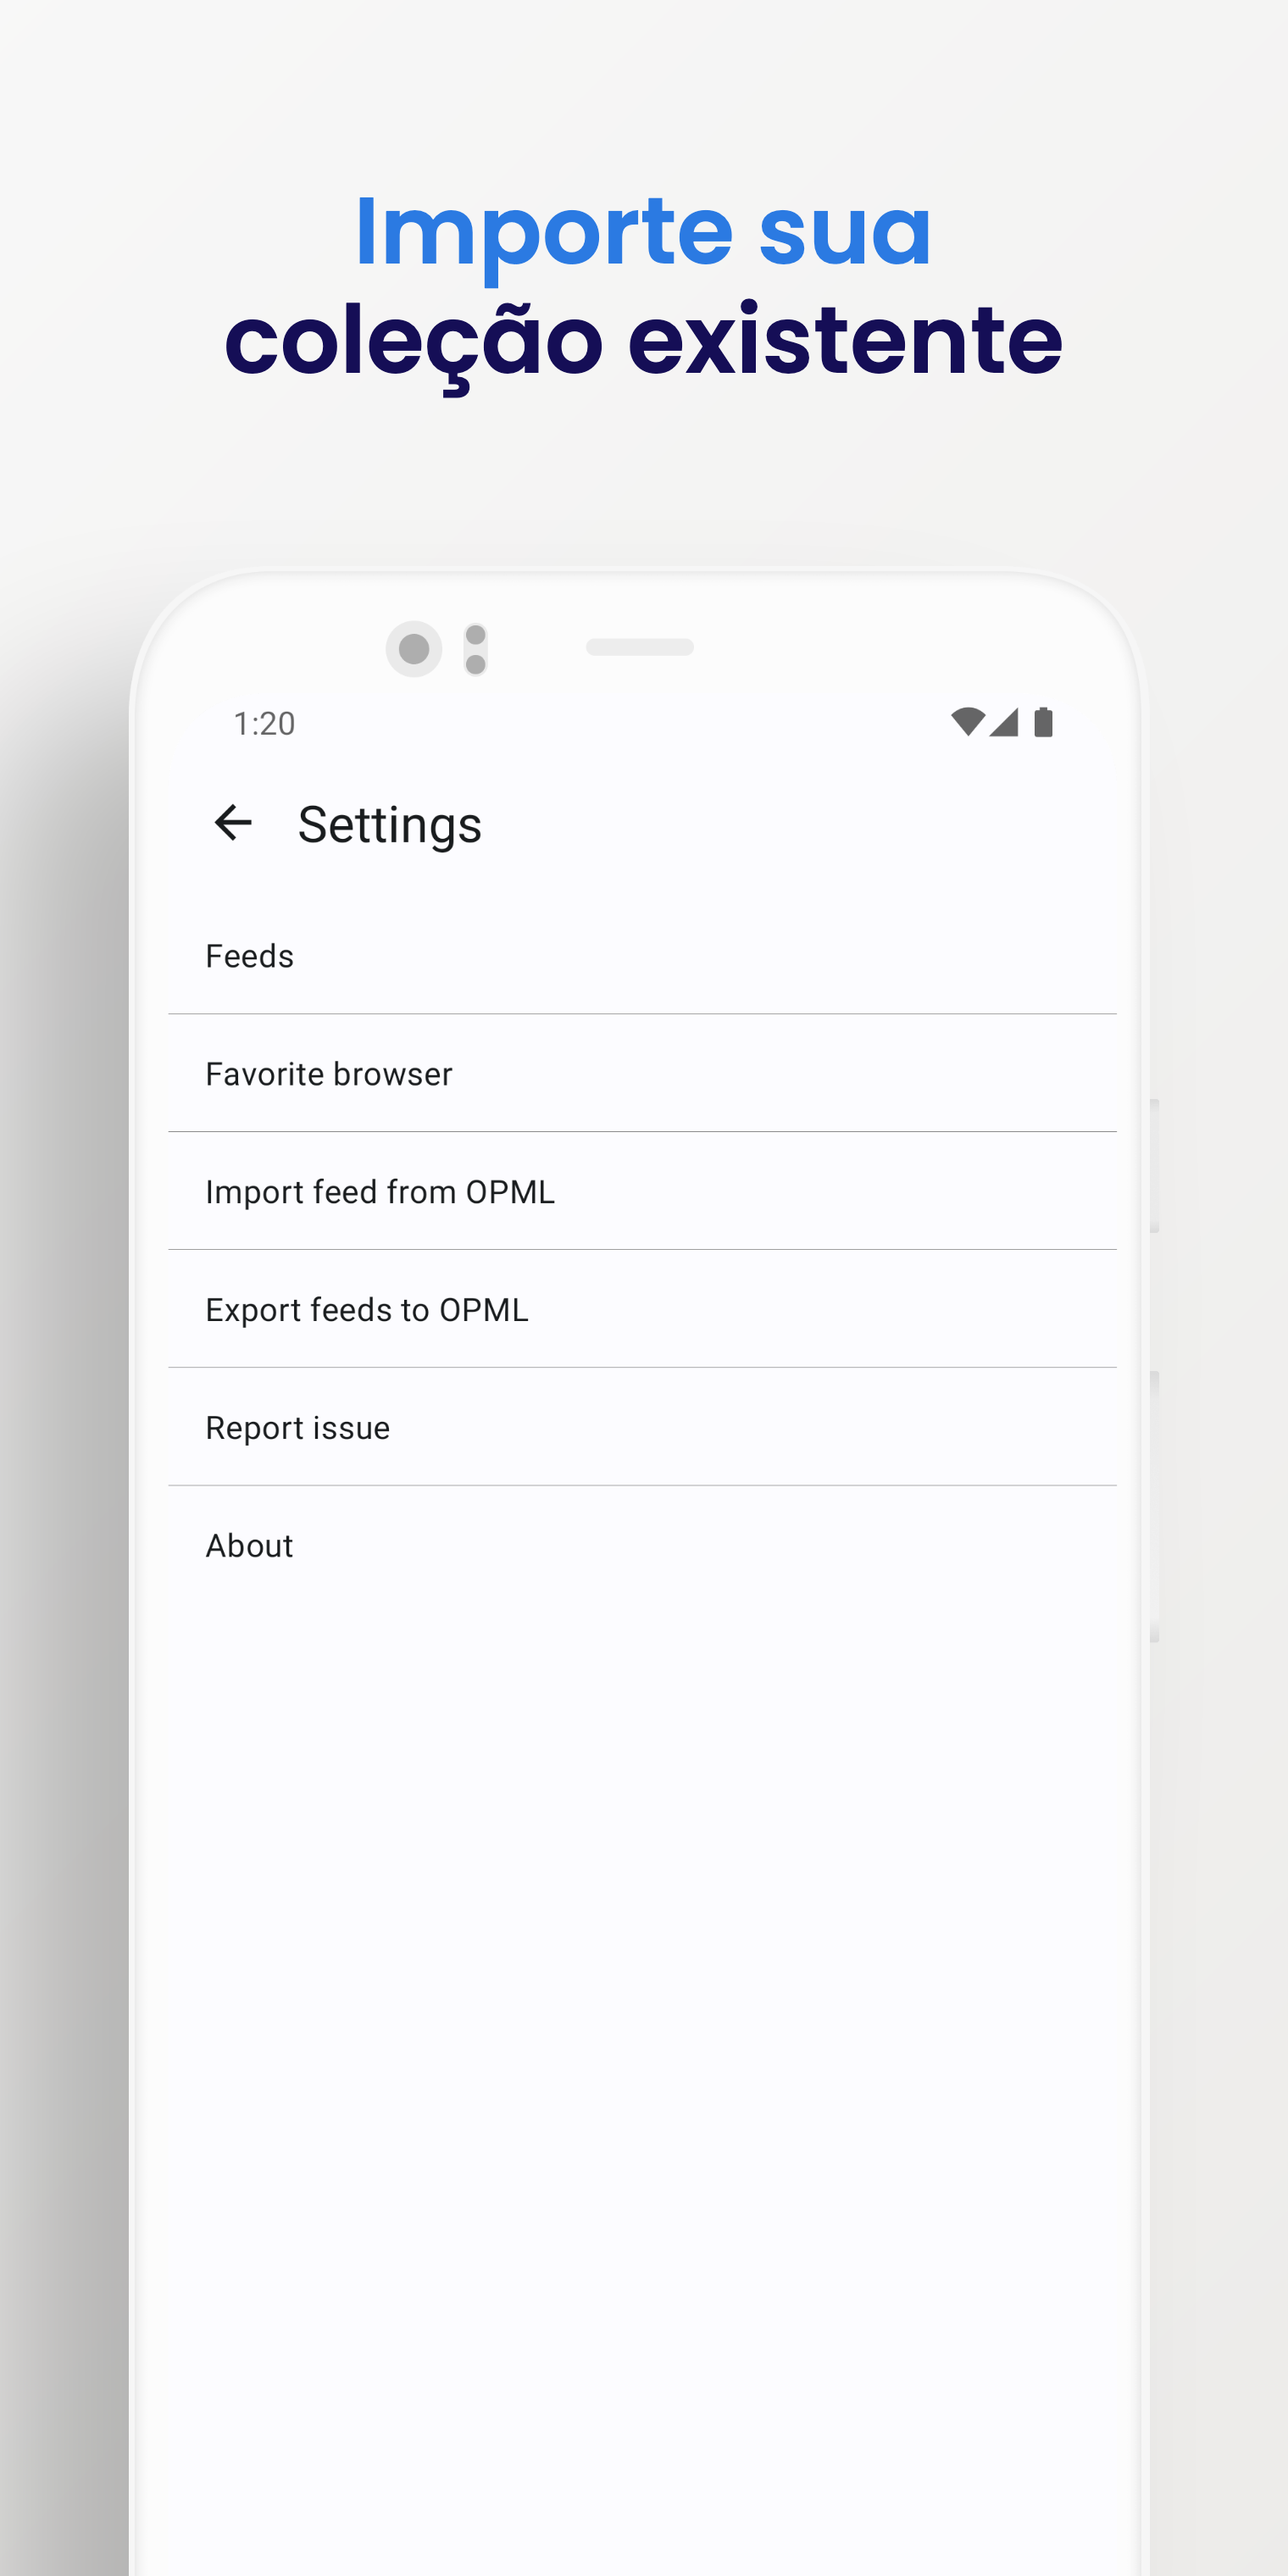 Importe sua
coleção existente
1:20
Settings
Feeds
Favorite browser
Import feed from OPML
Export feeds to OPML
Report issue
About